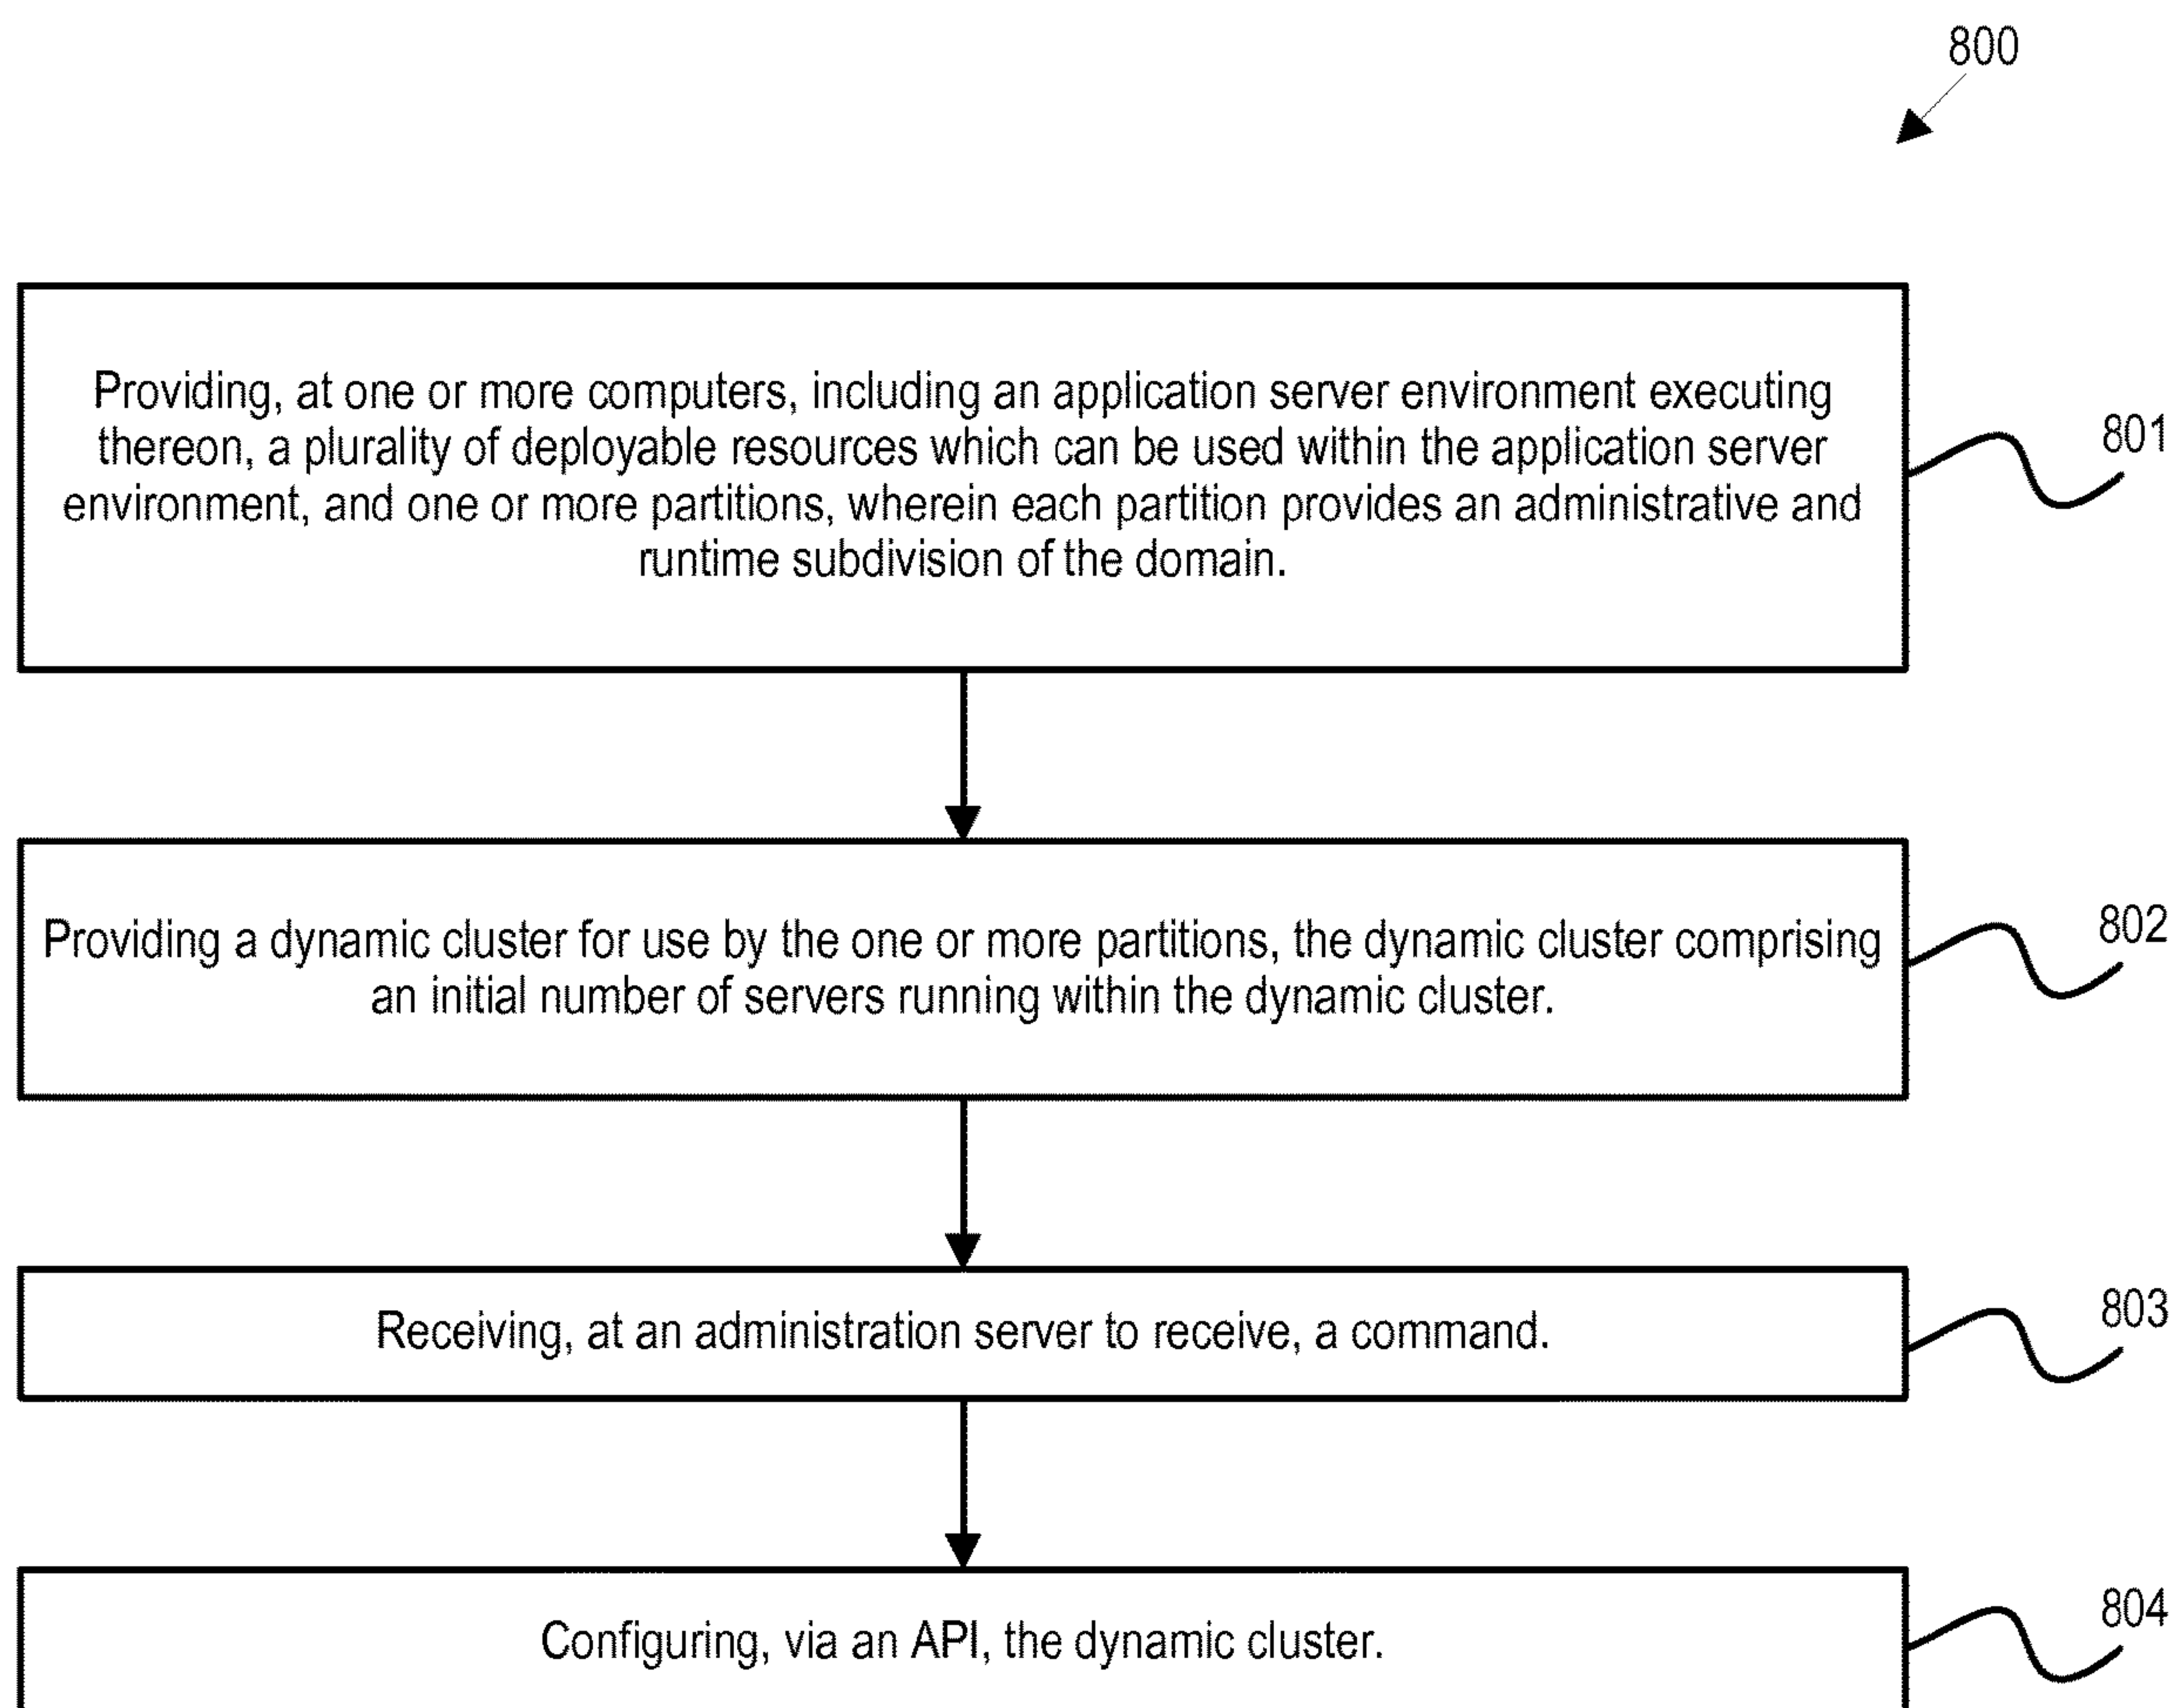 800
Providing, at one or more computers, including an application server environment executing
thereon, a plurality of deployable resources which can be used within the application server
environment, and one or more partitions, wherein each partition provides an administrative and
runtime subdivision of the domain.
801
Providing a dynamic cluster for use by the one or more partitions, the dynamic cluster comprising
an initial number of servers running within the dynamic cluster.
802
Receiving, at an administration server to receive, a command.
803
Configuring, via an API, the dynamic cluster.
804